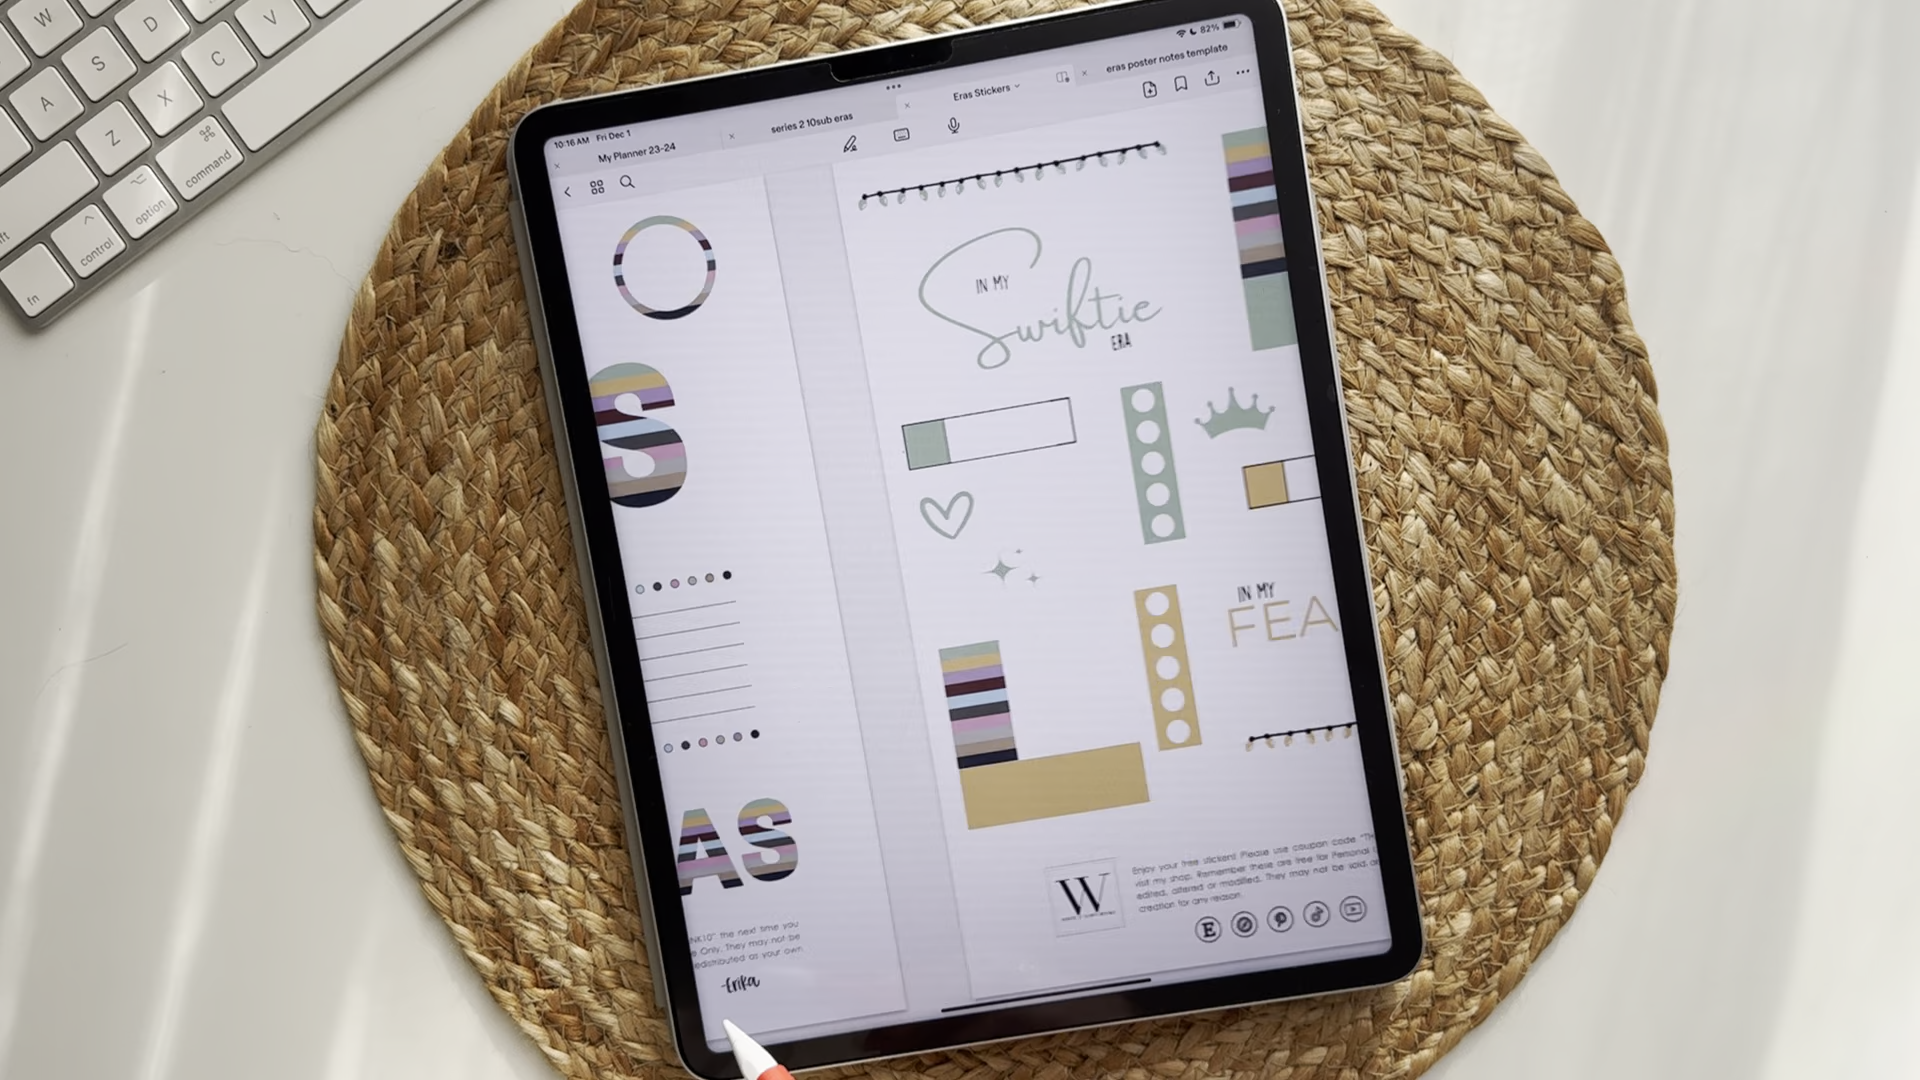 W
D
A
S
C
V
Z
X
⌘
command
option
control
fn
10:16 AM Fri Dec 1
82%
My Planner 23-24
series 2 10sub eras
Eras Stickers
eras poster notes template
O
S
AS
the next time you
Only. They may not be
as your own
-Erika
IN MY
Swiftie
ERA
IN MY
FEA
W
Enjoy your free stickers! Please use coupon code
visit my shop. Remember these are free for Personal
edited, altered or modified. They may not be sold,
creation for any reason.
E